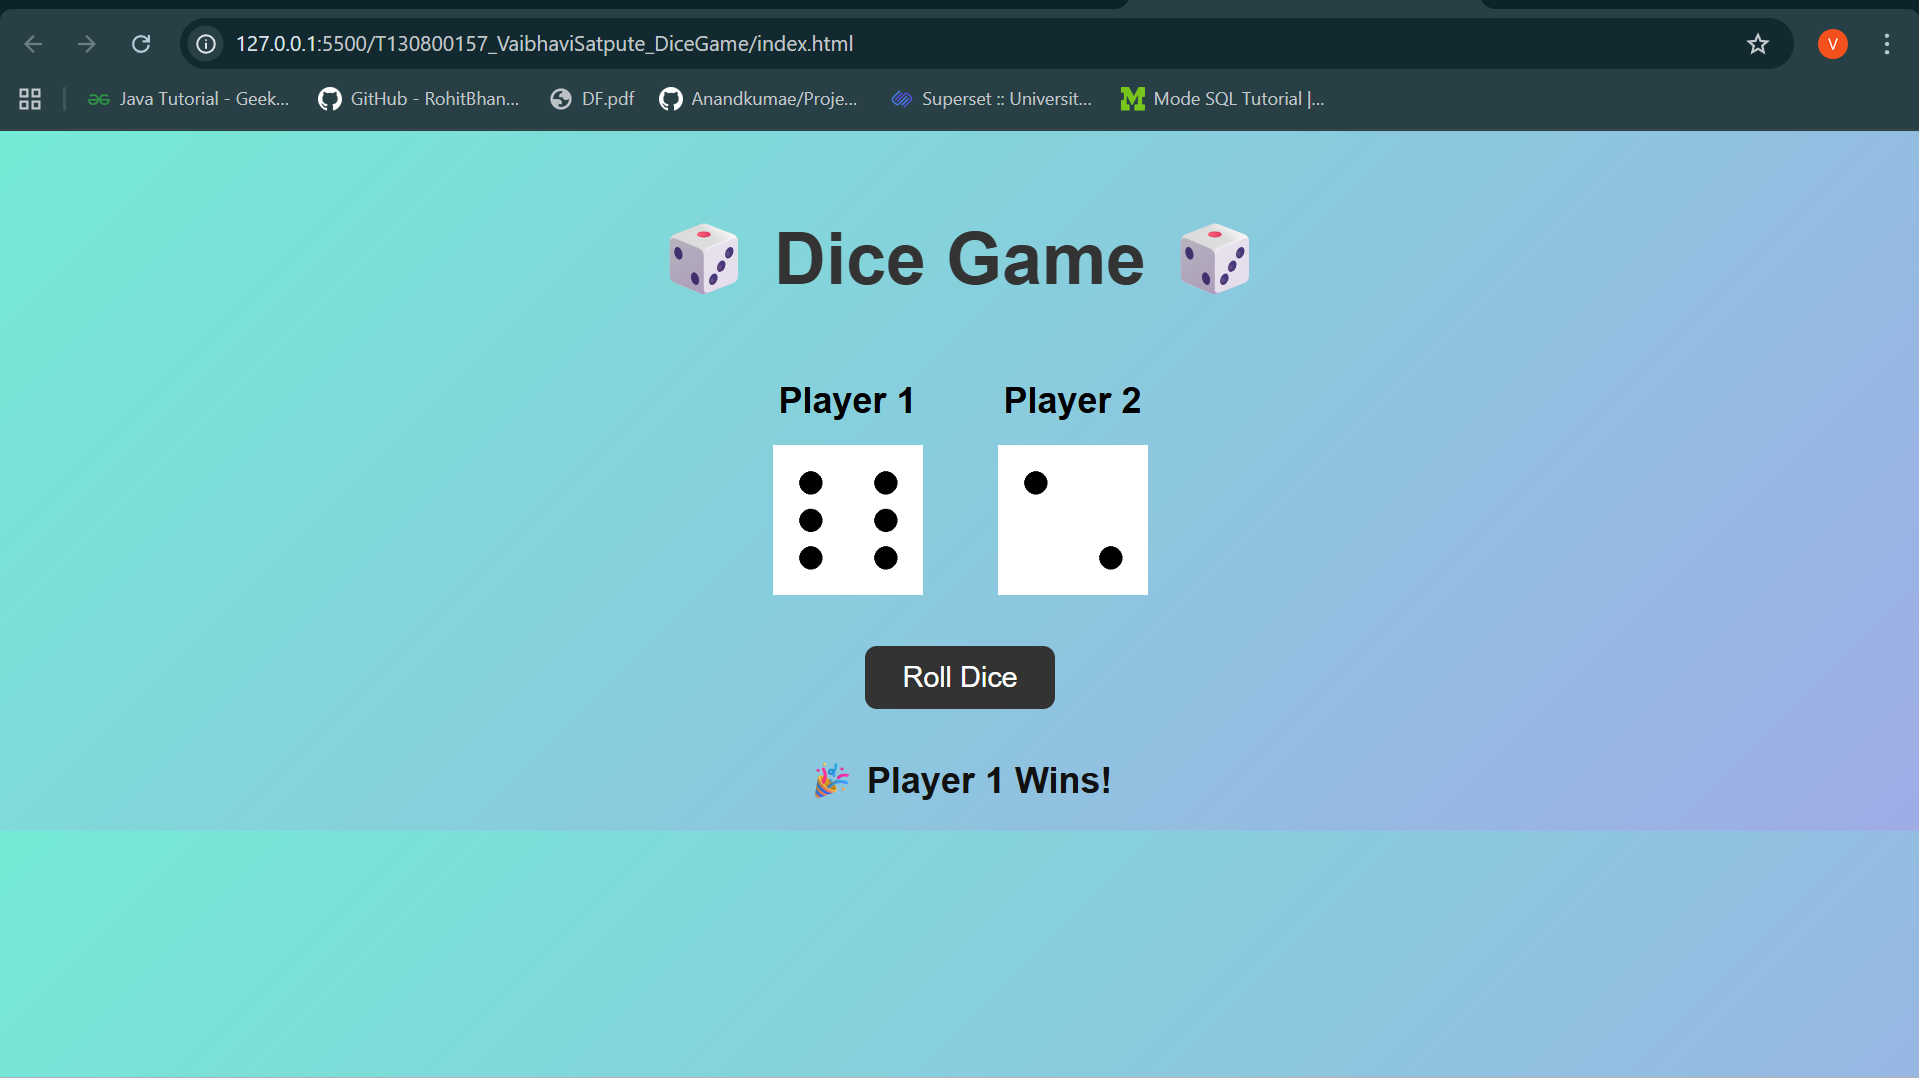 127.0.0.1:5500/T130800157_VaibhaviSatpute_DiceGame/index.html
V
Java Tutorial - Geek...
GitHub - RohitBhan...
DF.pdf
Anandkumae/Proje...
Superset :: Universit...
Mode SQL Tutorial |...
🎲 Dice Game 🎲
Player 1
Player 2
Roll Dice
🎉 Player 1 Wins!